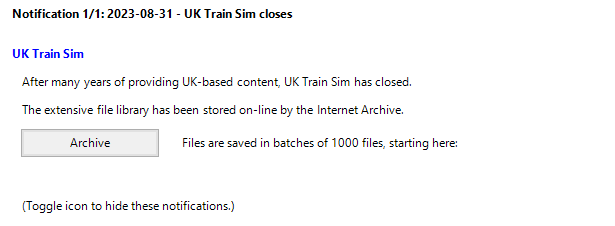 Notification 1/1: 2023-08-31 - UK Train Sim closes
UK Train Sim
After many years of providing UK-based content, UK Train Sim has closed.
The extensive file library has been stored on-line by the Internet Archive.
Archive Files are saved in batches of 1000 files, starting here:
(Toggle icon to hide these notifications.)